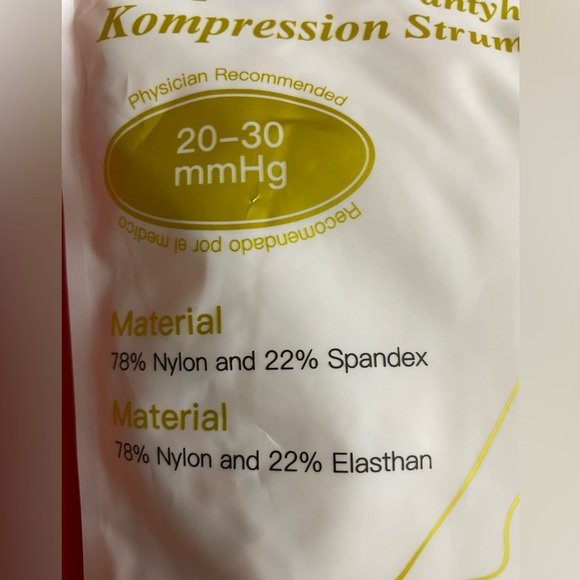 Kompression
Physician Recommended
20-30
mmHg
Recomendado por el medico
Material
78% Nylon and 22% Spandex
Material
78% Nylon and 22% Elasthan